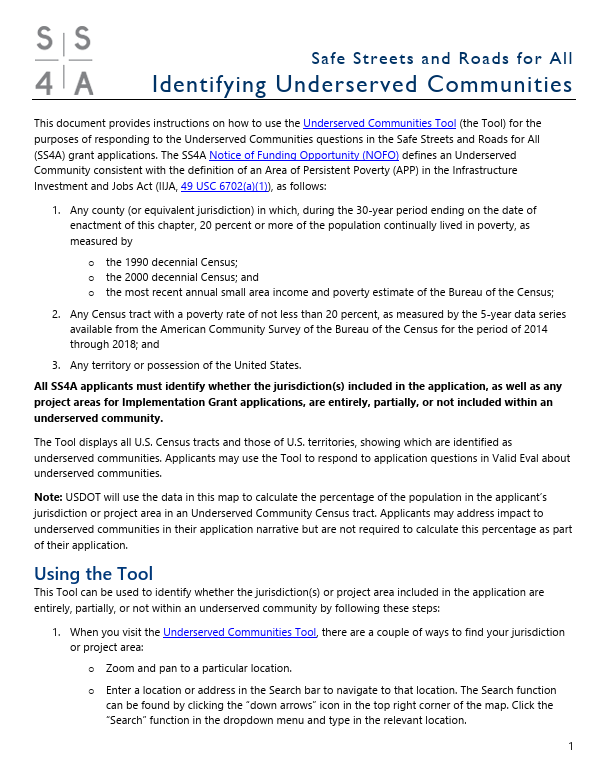 S S
4 A
Safe Streets and Roads for All
Identifying Underserved Communities
This document provides instructions on how to use the Underserved Communities Tool (the Tool) for the
purposes of responding to the Underserved Communities questions in the Safe Streets and Roads for All
(SS4A) grant applications. The SS4A Notice of Funding Opportunity (NOFO) defines an Underserved
Community consistent with the definition of an Area of Persistent Poverty (APP) in the Infrastructure
Investment and Jobs Act (IIJA, 49 USC 6702(a)(1)), as follows:
1. Any county (or equivalent jurisdiction) in which, during the 30-year period ending on the date of
enactment of this chapter, 20 percent or more of the population continually lived in poverty, as
measured by
o the 1990 decennial Census;
o the 2000 decennial Census; and
o the most recent annual small area income and poverty estimate of the Bureau of the Census;
2. Any Census tract with a poverty rate of not less than 20 percent, as measured by the 5-year data series
available from the American Community Survey of the Bureau of the Census for the period of 2014
through 2018; and
3. Any territory or possession of the United States.
All SS4A applicants must identify whether the jurisdiction(s) included in the application, as well as any
project areas for Implementation Grant applications, are entirely, partially, or not included within an
underserved community.
The Tool displays all U.S. Census tracts and those of U.S. territories, showing which are identified as
underserved communities. Applicants may use the Tool to respond to application questions in Valid Eval about
underserved communities.
Note: USDOT will use the data in this map to calculate the percentage of the population in the applicant's
jurisdiction or project area in an Underserved Community Census tract. Applicants may address impact to
underserved communities in their application narrative but are not required to calculate this percentage as part
of their application.
Using the Tool
This Tool can be used to identify whether the jurisdiction(s) or project area included in the application are
entirely, partially, or not within an underserved community by following these steps:
1. When you visit the Underserved Communities Tool, there are a couple of ways to find your jurisdiction
or project area:
o Zoom and pan to a particular location.
o Enter a location or address in the Search bar to navigate to that location. The Search function
can be found by clicking the "down arrows" icon in the top right corner of the map. Click the
"Search" function in the dropdown menu and type in the relevant location.
1